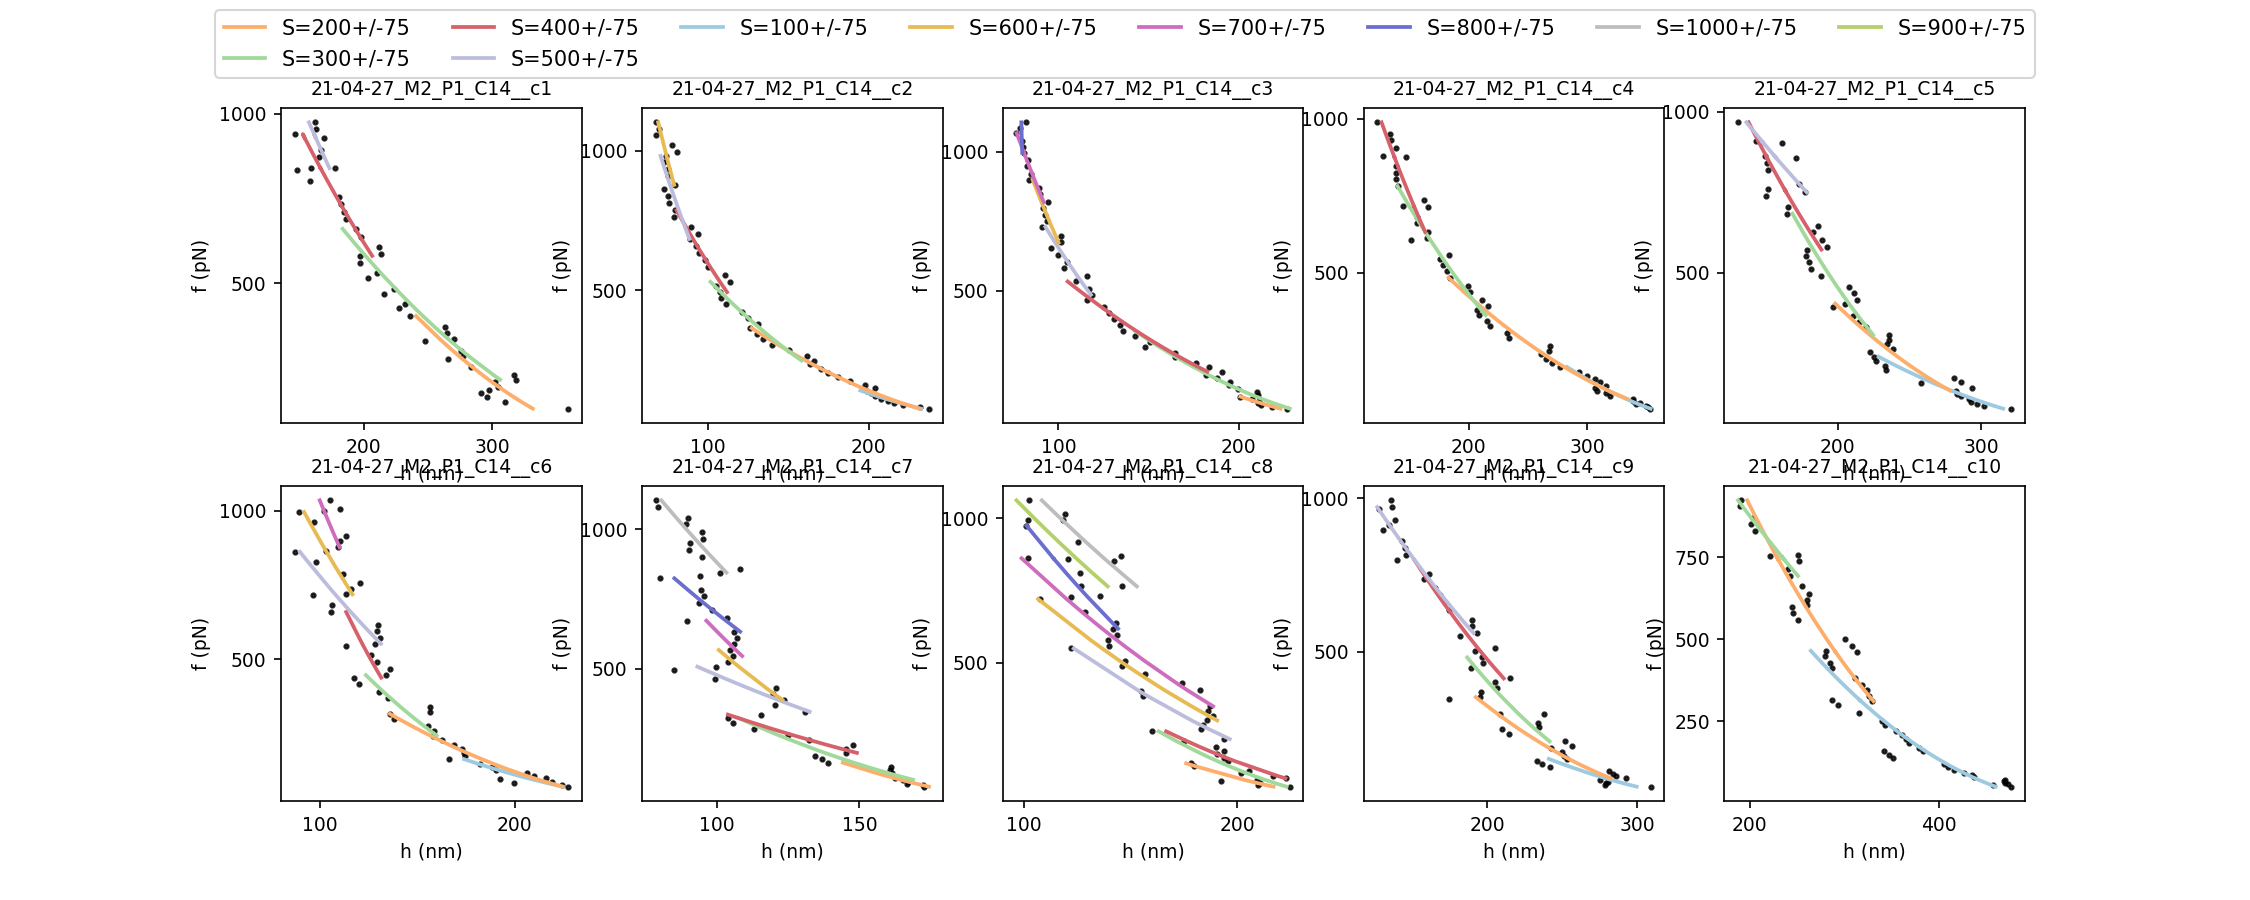 S=200+/-75 S=400+/-75 S=100+/-75 S=600+/-75 S=700+/-75 S=800+/-75 S=1000+/-75 S=900+/-75
S=300+/-75 S=500+/-75
21-04-27_M2_P1_C14__c1 21-04-27_M2_P1_C14__c2 21-04-27_M2_P1_C14__c3 21-04-27_M2_P1_C14__c4 21-04-27_M2_P1_C14__c5
1000 1000 1000 1000 1000
f (pN) f (pN) f (pN) f (pN) f (pN)
500 500 500 500 500
200 300 100 200 100 200 200 300 200 300
h (nm) h (nm) h (nm) h (nm) h (nm)
21-04-27_M2_P1_C14__c6 21-04-27_M2_P1_C14__c7 21-04-27_M2_P1_C14__c8 21-04-27_M2_P1_C14__c9 21-04-27_M2_P1_C14__c10
1000 1000 1000 1000 750
f (pN) f (pN) f (pN) f (pN) f (pN)
500 500 500 500 500
250
100 200 100 150 100 200 200 300 200 400
h (nm) h (nm) h (nm) h (nm) h (nm)